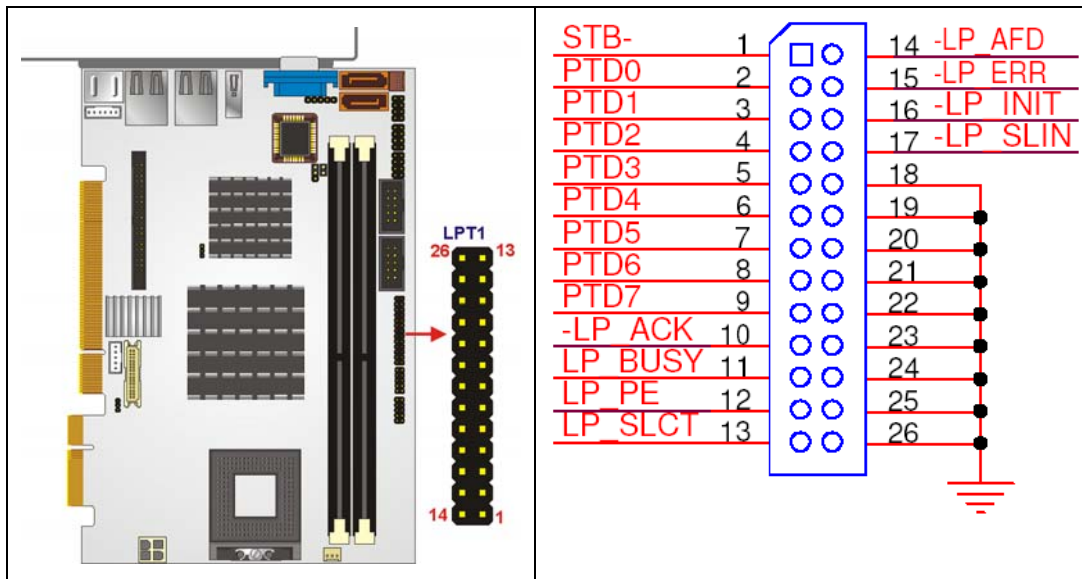 LPT1
26 13
14 1
STB- 1 14 -LP_AFD
PTD0 2 15 -LP_ERR
PTD1 3 16 -LP_INIT
PTD2 4 17 -LP_SLIN
PTD3 5 18
PTD4 6 19
PTD5 7 20
PTD6 8 21
PTD7 9 22
-LP_ACK 10 23
LP_BUSY 11 24
LP_PE 12 25
LP_SLCT 13 26